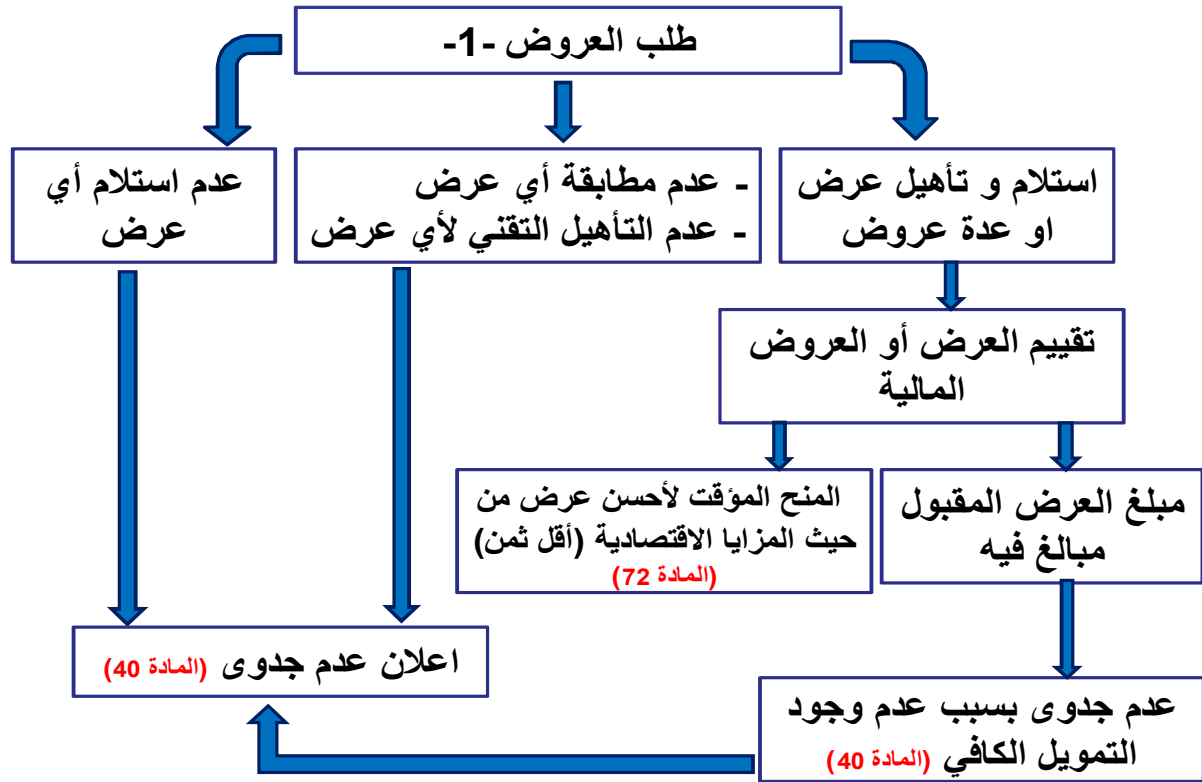 طلب العروض -1-
استلام و تأهيل عرض
او عدة عروض
- عدم مطابقة أي عرض
- عدم التأهيل التقني لأي عرض
عدم استلام أي
عرض
تقييم العرض أو العروض
المالية
مبلغ العرض المقبول
مبالغ فيه
المنح المؤقت لأحسن عرض من
حيث المزايا الاقتصادية (أقل ثمن)
(المادة 72)
اعلان عدم جدوى (المادة 40)
عدم جدوى بسبب عدم وجود
التمويل الكافي (المادة 40)